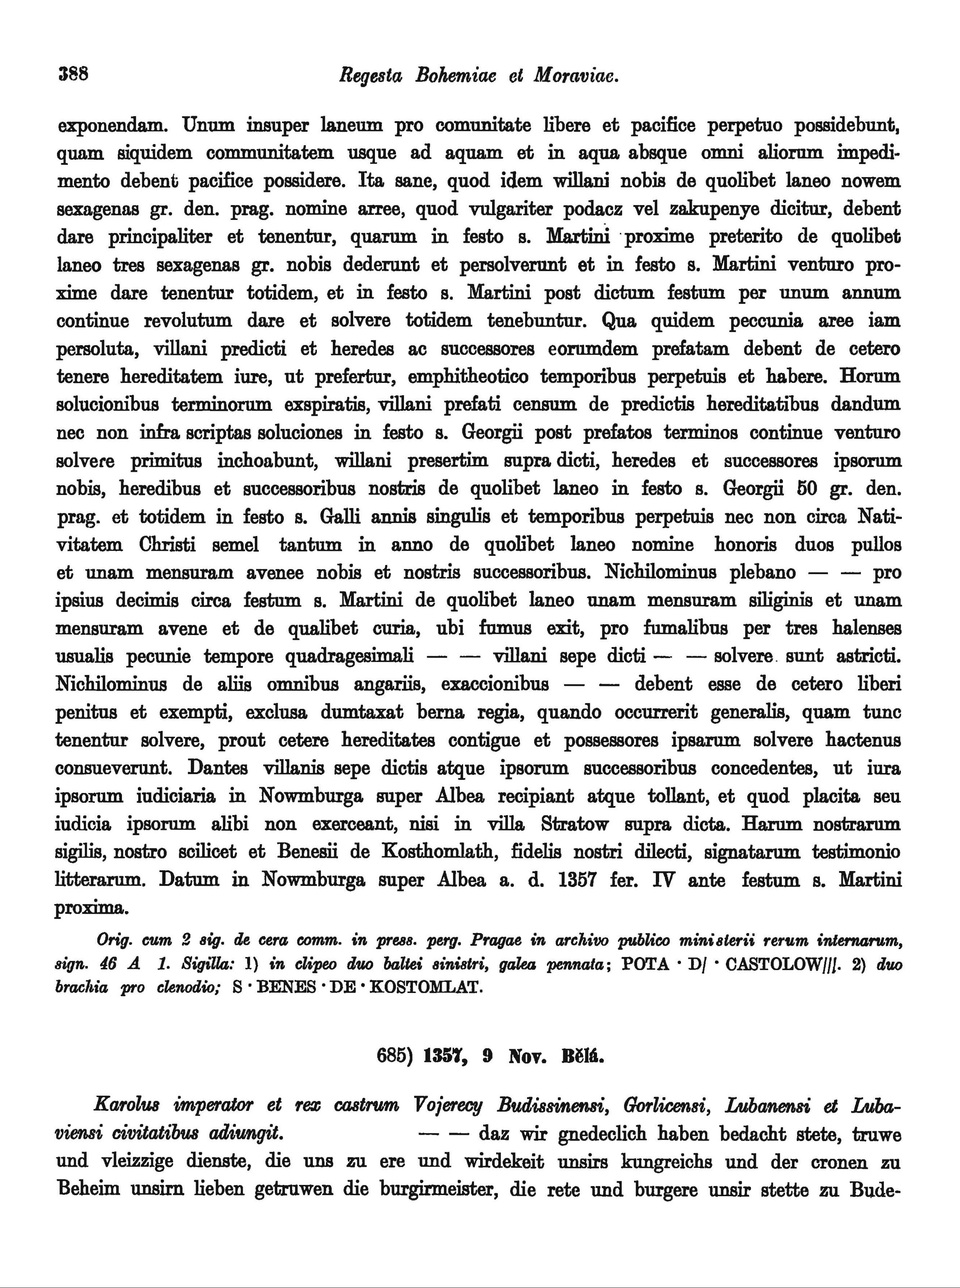 388
Regesta Bohemiae et Moraviae.
exponendam. Unum insuper laneum pro comunitate libere et pacifice perpetuo possidebunt,
quam siquidem communitatem usque ad aquam et in aqua absque omni aliorum impedi-
mento debent pacifice possidere. Ita sane, quod idem willani nobis de quolibet laneo nowem
sexagenas gr. den. prag. nomine arree, quod vulgariter podacz vel zakupenye dicitur, debent
dare principaliter et tenentur, quarum in festo s. Martini proxime preterito de quolibet
laneo tres sexagenas gr. nobis dederunt et persolverunt et in festo s. Martini venturo pro-
xime dare tenentur totidem, et in festo s. Martini post dictum festum per unum annum
continue revolutum dare et solvere totidem tenebuntur. Qua quidem peccunia aree iam
persoluta, villani predicti et heredes ac successores eorumdem prefatam debent de cetero
tenere hereditatem iure, ut prefertur, emphitheotico temporibus perpetuis et habere. Horum
solucionibus terminorum exspiratis, villani prefati censum de predictis hereditatibus dandum
nec non infra scriptas soluciones in festo s. Georgii post prefatos terminos continue venturo
solvere primitus inchoabunt, willani presertim supra dicti, heredes et successores ipsorum
nobis, heredibus et successoribus nostris de quolibet laneo in festo s. Georgii 50 gr. den.
prag. et totidem in festo s. Galli annis singulis et temporibus perpetuis nec non circa Nati-
vitatem Christi semel tantum in anno de quolibet laneo nomine honoris duos pullos
et unam mensuram avenee nobis et nostris successoribus. Nichilominus plebano — — pro
ipsius decimis circa festum s. Martini de quolibet laneo unam mensuram siliginis et unam
mensuram avene et de qualibet curia, ubi fumus exit, pro fumalibus per tres halenses
usualis pecunie tempore quadragesimali — — villani sepe dicti — — solvere sunt astricti.
Nichilominus de aliis omnibus angariis, exaccionibus — — debent esse de cetero liberi
penitus et exempti, exclusa dumtaxat berna regia, quando occurrerit generalis, quam tunc
tenentur solvere, prout cetere hereditates contigue et possessores ipsarum solvere hactenus
consueverunt. Dantes villanis sepe dictis atque ipsorum successoribus concedentes, ut iura
ipsorum iudiciaria in Nowmburga super Albea recipiant atque tollant, et quod placita seu
iudicia ipsorum alibi non exerceant, nisi in villa Stratow supra dicta. Harum nostrarum
sigilis, nostro scilicet et Benesii de Kosthomlath, fidelis nostri dilecti, signatarum testimonio
litterarum. Datum in Nowmburga super Albea a. d. 1357 fer. IV ante festum s. Martini
proxima.
Orig. cum 2 sig. de cera comm. in press. perg. Pragae in archivo publico ministerii rerum internarum,
sign. 46 A 1. Sigilla: 1) in clipeo duo baltei sinistri, galea pennata; POTA · D/ · CASTOLOW///. 2) duo
brachia pro clenodio; S · BENES · DE · KOSTOMLAT.
685) 1357, 9 Nov. Bělá.
Karolus imperator et rex castrum Vojerecy Budissinensi, Gorlicensi, Lubanensi et Luba-
viensi civitatibus adiungit. — — daz wir gnedeclich haben bedacht stete, truwe
und vleizzige dienste, die uns zu ere und wirdekeit unsirs kungreichs und der cronen zu
Beheim unsirn lieben getruwen die burgirmeister, die rete und burgere unsir stette zu Bude-